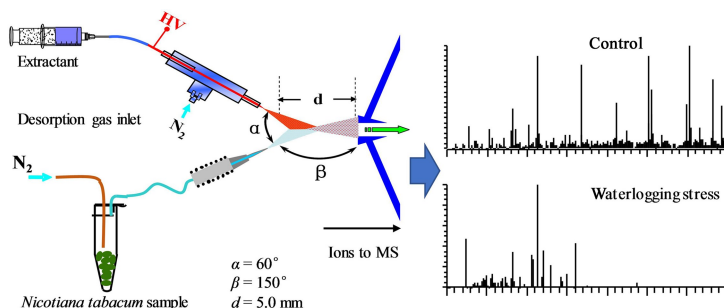 HV
Extractant
Desorption gas inlet
N₂
N₂
α
d
β
Ions to MS
α = 60°
β = 150°
d = 5.0 mm
Nicotiana tabacum sample
Control
Waterlogging stress